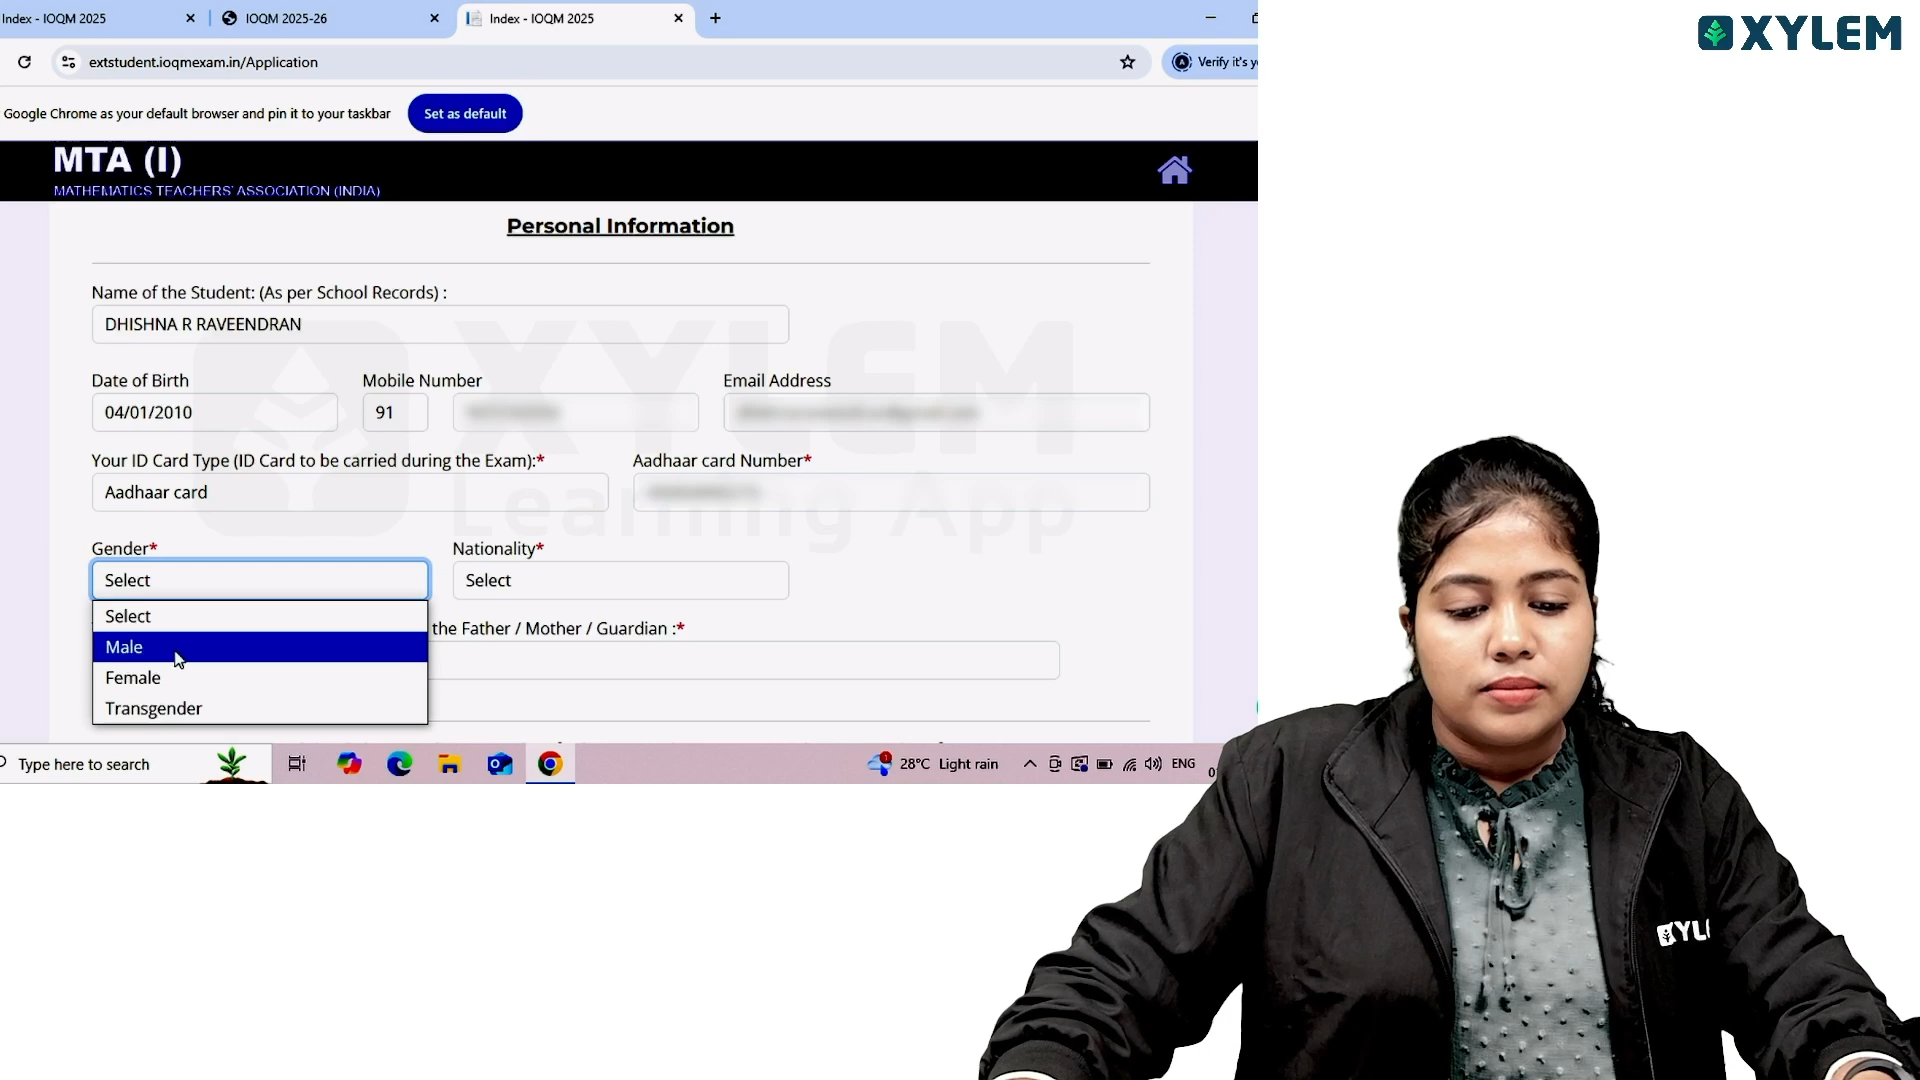 Index - IOQM 2025
IOQM 2025-26
Index - IOQM 2025
extstudent.ioqmexam.in/Application
Verify it's y
Google Chrome as your default browser and pin it to your taskbar
Set as default
XYLEM
MTA (I)
MATHEMATICS TEACHERS' ASSOCIATION (INDIA)
Personal Information
Name of the Student: (As per School Records) :
DHISHNA R RAVEENDRAN
Date of Birth
Mobile Number
Email Address
04/01/2010
91
Your ID Card Type (ID Card to be carried during the Exam):*
Aadhaar card Number*
Aadhaar card
XYLEM
Learning App
Gender*
Nationality*
Select
Select
Select
Male
Female
Transgender
the Father / Mother / Guardian :*
Type here to search
28°C Light rain
ENG
XYL